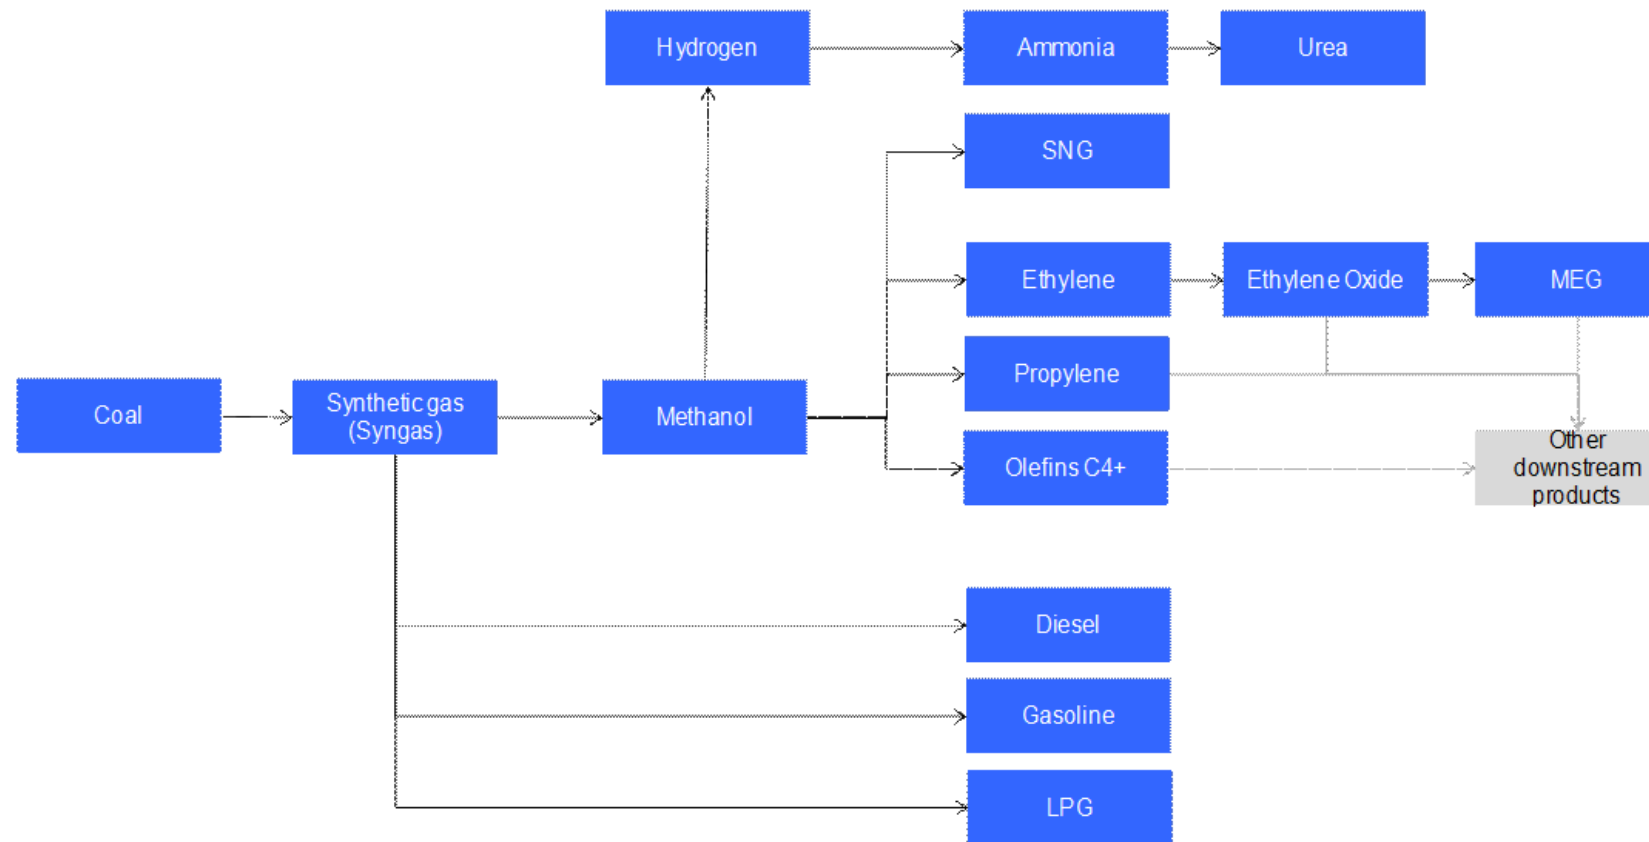 Hydrogen
Ammonia
Urea
SNG
Ethylene
Ethylene Oxide
MEG
Propylene
Coal
Synthetic gas
(Syngas)
Methanol
Olefins C4+
Other
downstream
products
Diesel
Gasoline
LPG